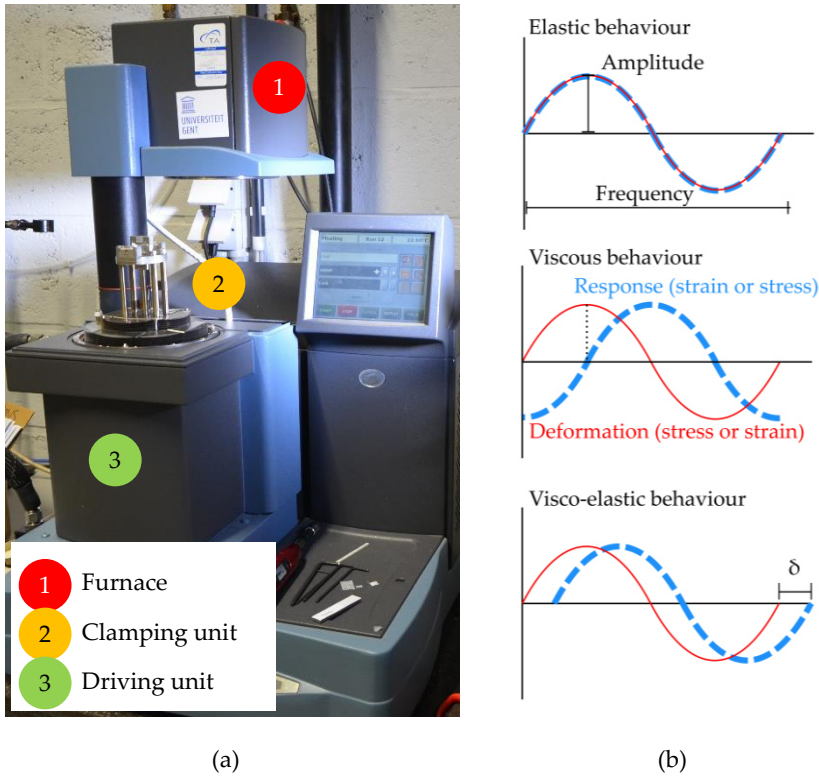 TA
UNIVERSITEIT
GENT
1
2
3
1 Furnace
2 Clamping unit
3 Driving unit
(a)
Elastic behaviour
Amplitude
Frequency
Viscous behaviour
Response (strain or stress)
Deformation (stress or strain)
Visco-elastic behaviour
δ
(b)